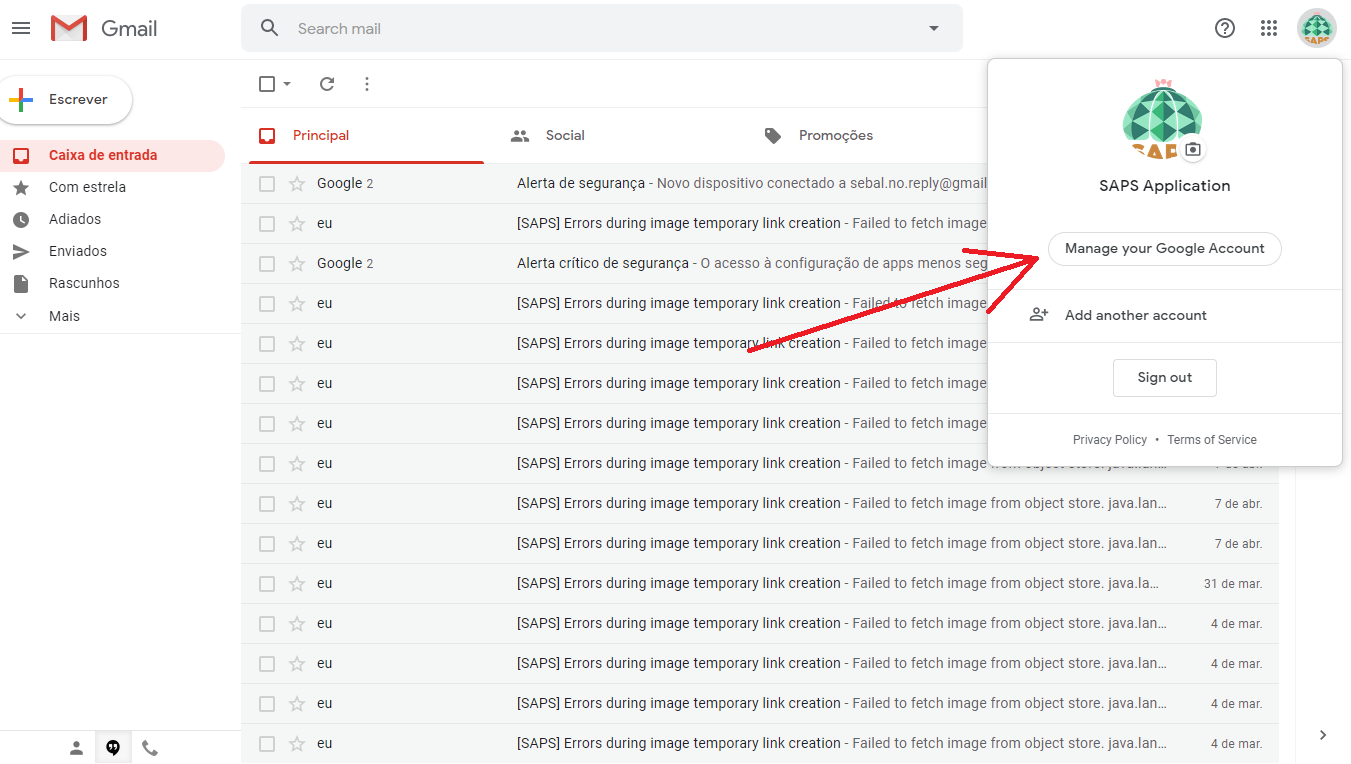 Gmail
Search mail
SAPS
Escrever
Principal
Social
Promoções
SAPS
SAPS Application
Manage your Google Account
Add another account
Sign out
Privacy Policy • Terms of Service
Caixa de entrada
Com estrela
Adiados
Enviados
Rascunhos
Mais
Google 2 Alerta de segurança - Novo dispositivo conectado a sebal.no.reply@gmail
eu [SAPS] Errors during image temporary link creation - Failed to fetch image
Google 2 Alerta crítico de segurança - O acesso à configuração de apps menos seg
eu [SAPS] Errors during image temporary link creation - Failed to fetch image
eu [SAPS] Errors during image temporary link creation - Failed to fetch image
eu [SAPS] Errors during image temporary link creation - Failed to fetch image
eu [SAPS] Errors during image temporary link creation - Failed to fetch image
eu [SAPS] Errors during image temporary link creation - Failed to fetch image from object store. java.lan...
eu [SAPS] Errors during image temporary link creation - Failed to fetch image from object store. java.lan... 7 de abr.
eu [SAPS] Errors during image temporary link creation - Failed to fetch image from object store. java.lan... 7 de abr.
eu [SAPS] Errors during image temporary link creation - Failed to fetch image from object store. java.la... 31 de mar.
eu [SAPS] Errors during image temporary link creation - Failed to fetch image from object store. java.lan... 4 de mar.
eu [SAPS] Errors during image temporary link creation - Failed to fetch image from object store. java.lan... 4 de mar.
eu [SAPS] Errors during image temporary link creation - Failed to fetch image from object store. java.lan... 4 de mar.
eu [SAPS] Errors during image temporary link creation - Failed to fetch image from object store. java.lan... 4 de mar.